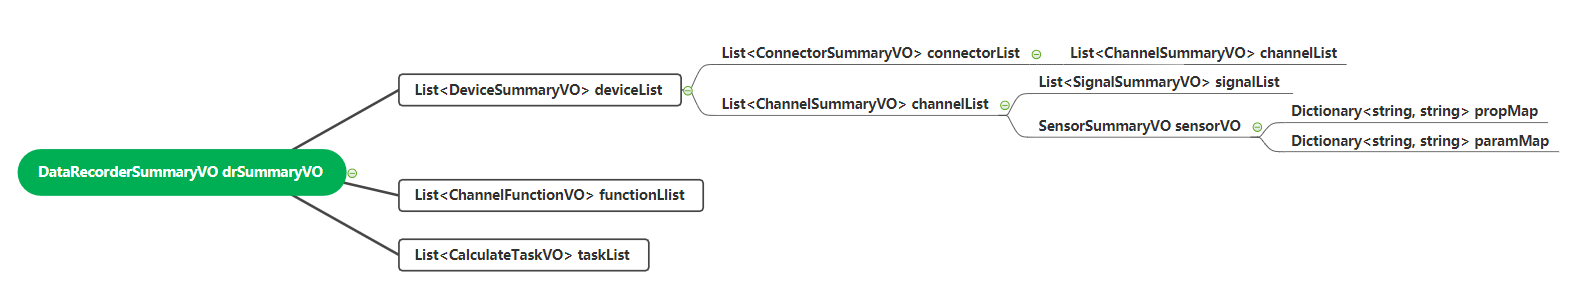 DataRecorderSummaryVO drSummaryVO
List<DeviceSummaryVO> deviceList
List<ConnectorSummaryVO> connectorList
List<ChannelSummaryVO> channelList
List<ChannelSummaryVO> channelList
List<SignalSummaryVO> signalList
SensorSummaryVO sensorVO
Dictionary<string, string> propMap
Dictionary<string, string> paramMap
List<ChannelFunctionVO> functionLlist
List<CalculateTaskVO> taskList